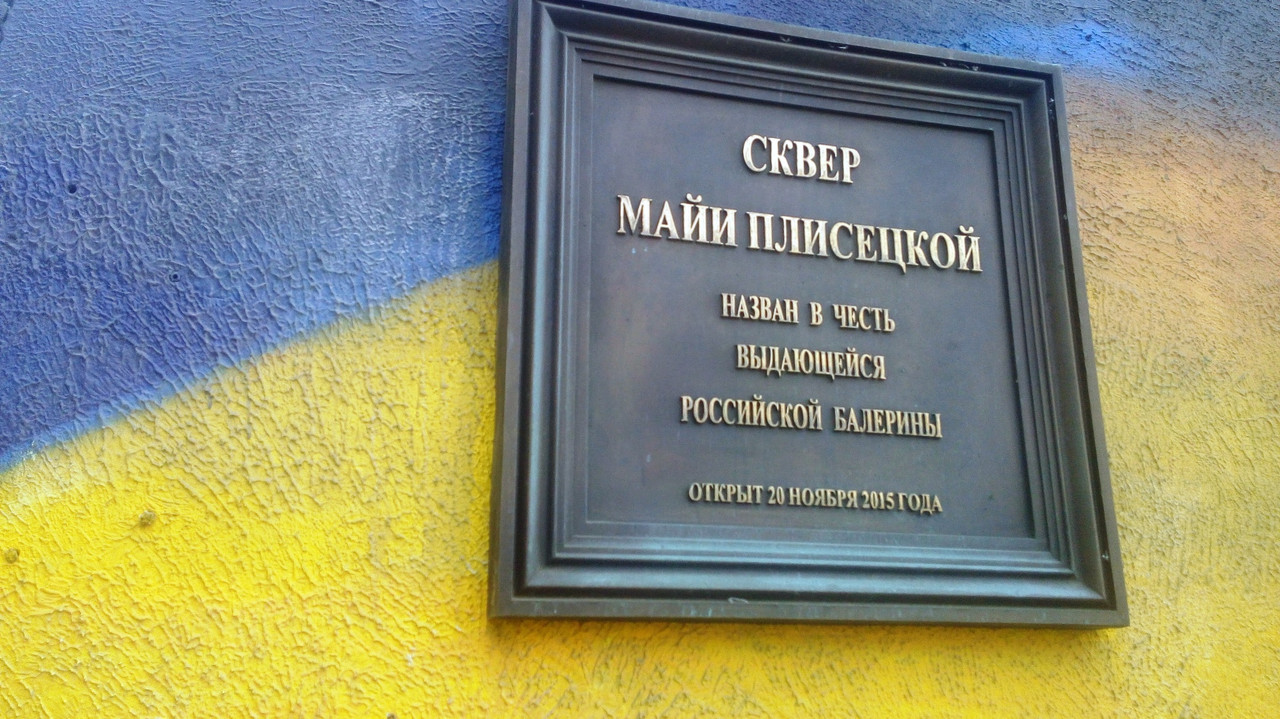 СКВЕР
МАЙИ ПЛИСЕЦКОЙ
НАЗВАН В ЧЕСТЬ
ВЫДАЮЩЕЙСЯ
РОССИЙСКОЙ БАЛЕРИНЫ
ОТКРЫТ 20 НОЯБРЯ 2015 ГОДА